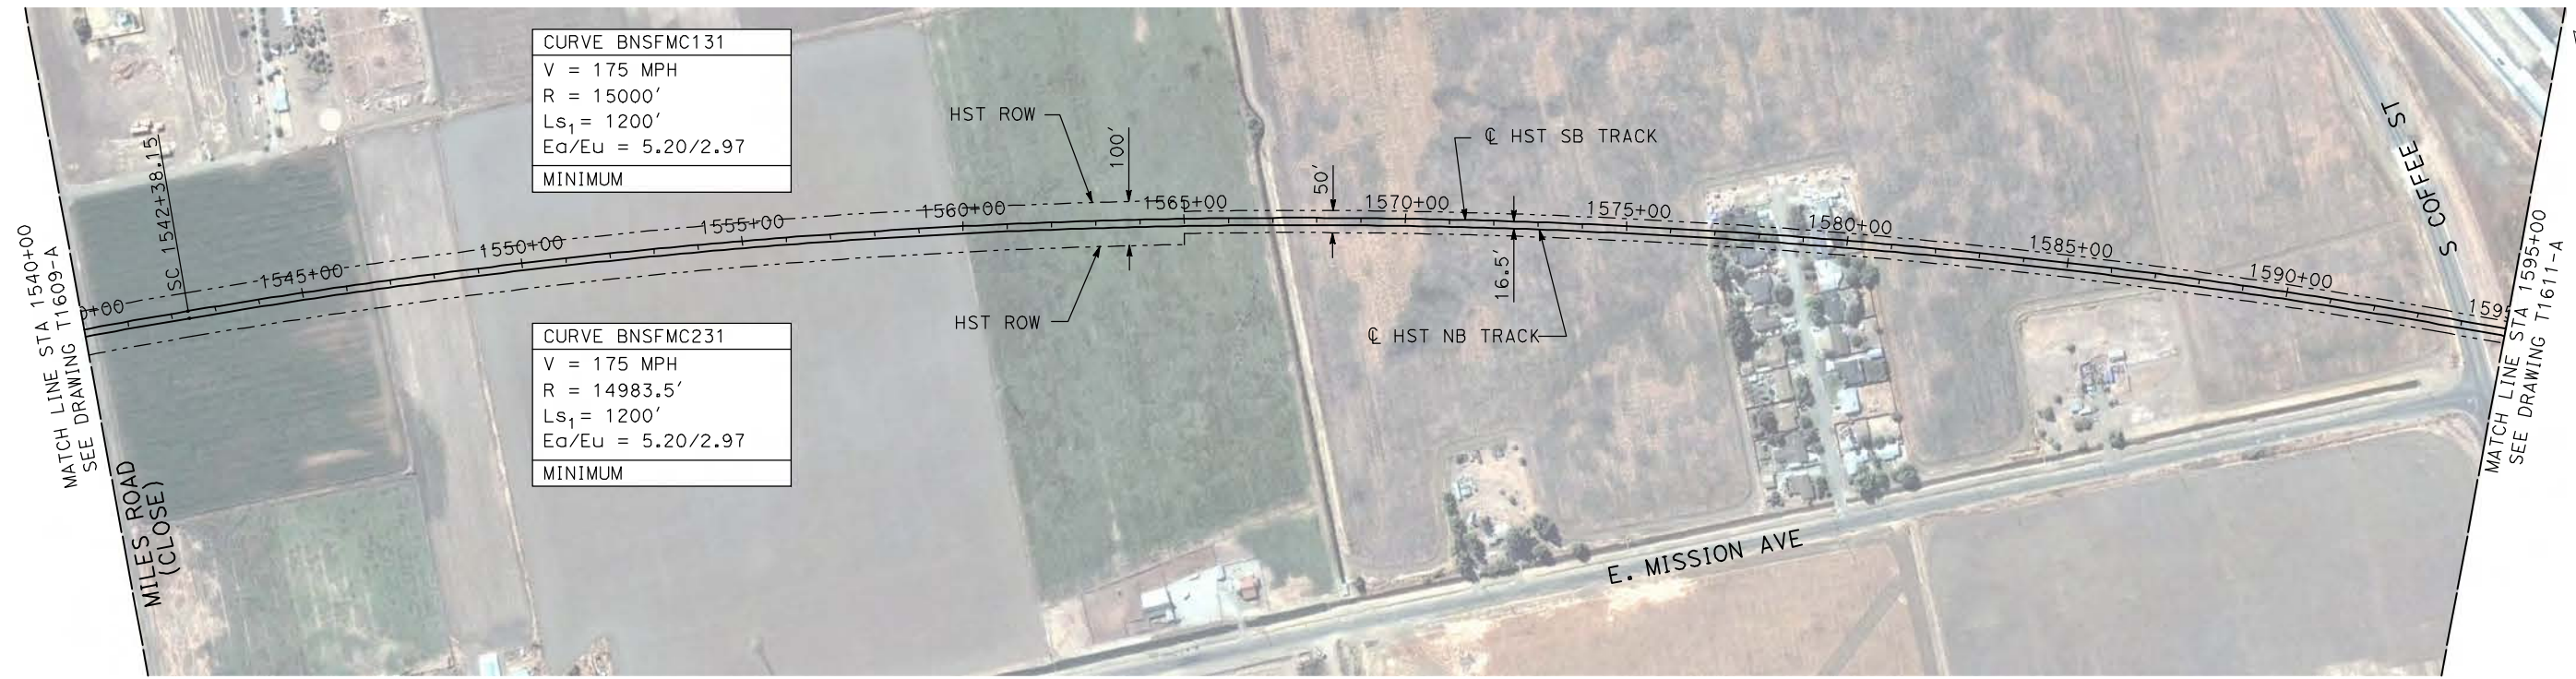 CURVE BNSFMC131
V = 175 MPH
R = 15000'
Ls1 = 1200'
Ea/Eu = 5.20/2.97
MINIMUM
HST ROW
100'
50'
℄ HST SB TRACK
S COFFEE ST
SC 1542+38.15
0+00
1545+00
1550+00
1555+00
1560+00
1565+00
1570+00
1575+00
1580+00
1585+00
1590+00
1595
16.5'
HST ROW
℄ HST NB TRACK
CURVE BNSFMC231
V = 175 MPH
R = 14983.5'
Ls1 = 1200'
Ea/Eu = 5.20/2.97
MINIMUM
MATCH LINE STA 1540+00
SEE DRAWING T1609-A
MILES ROAD
(CLOSE)
E. MISSION AVE
MATCH LINE STA 1595+00
SEE DRAWING T1611-A